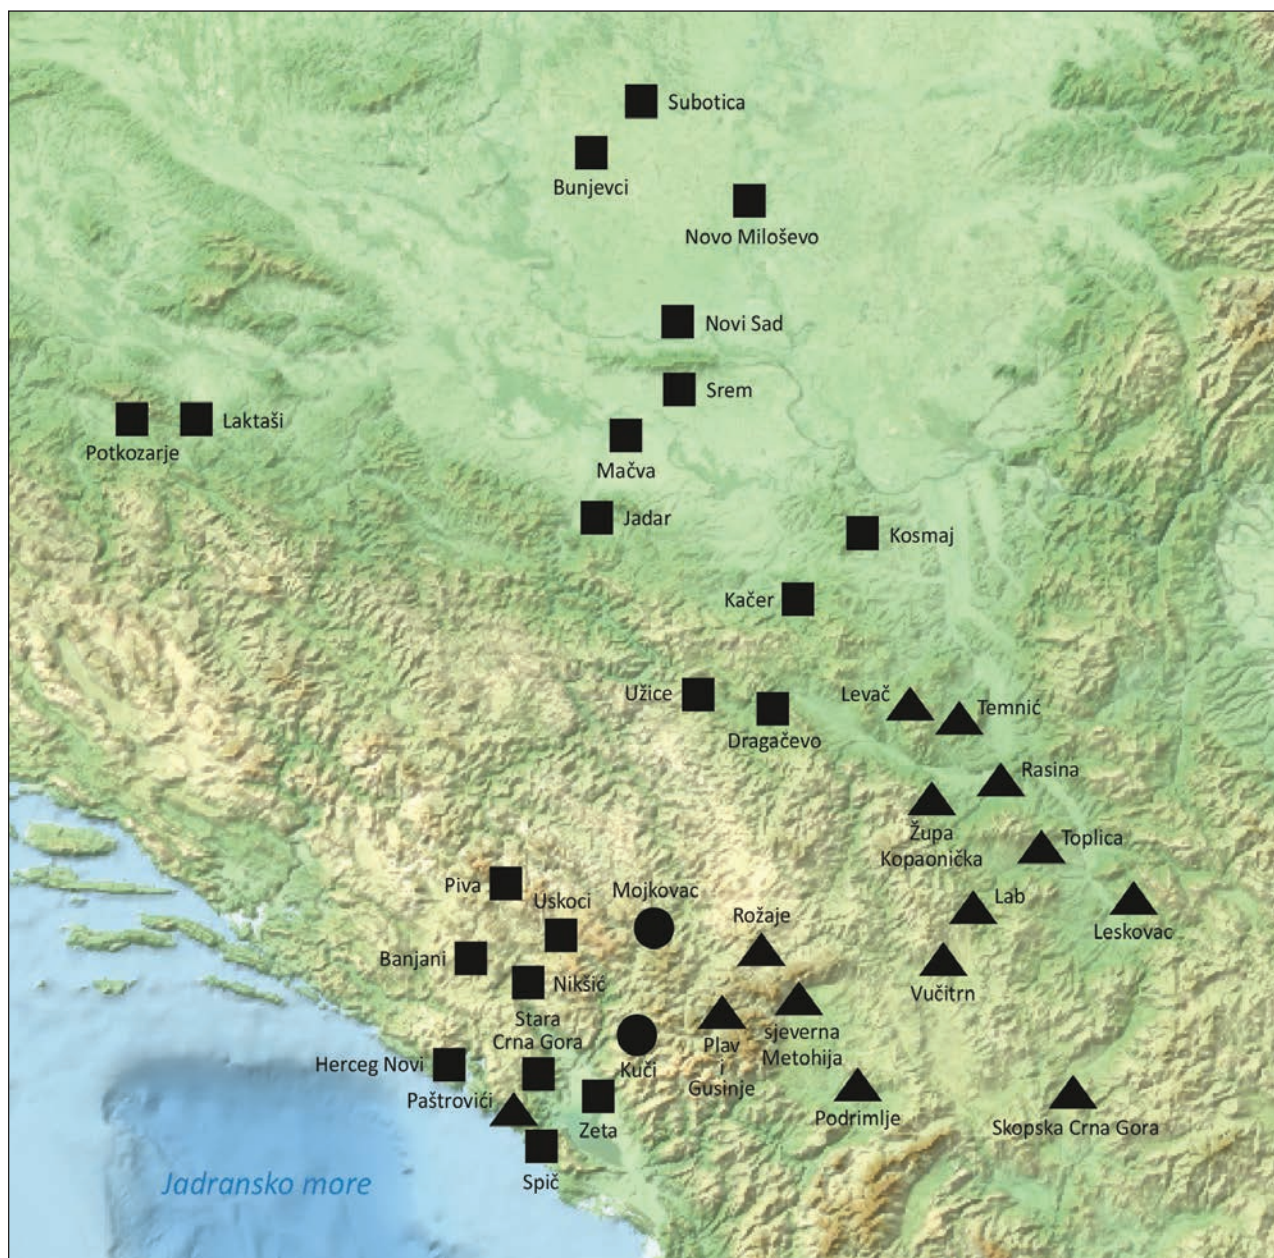 Subotica
Bunjevci
Novo Miloševo
Novi Sad
Srem
Laktaši
Potkozarje
Mačva
Jadar
Kosmaj
Kačer
Užice
Levač
Temnić
Dragačevo
Rasina
Župa
Kopaonička
Toplica
Piva
Uskoci
Mojkovac
Rožaje
Lab
Leskovac
Banjani
Nikšić
Vučitrn
Stara
Crna Gora
sjeverna
Metohija
Plav
i
Gusinje
Herceg Novi
Kuči
Paštrovići
Podrimlje
Zeta
Skopska Crna Gora
Spič
Jadransko more